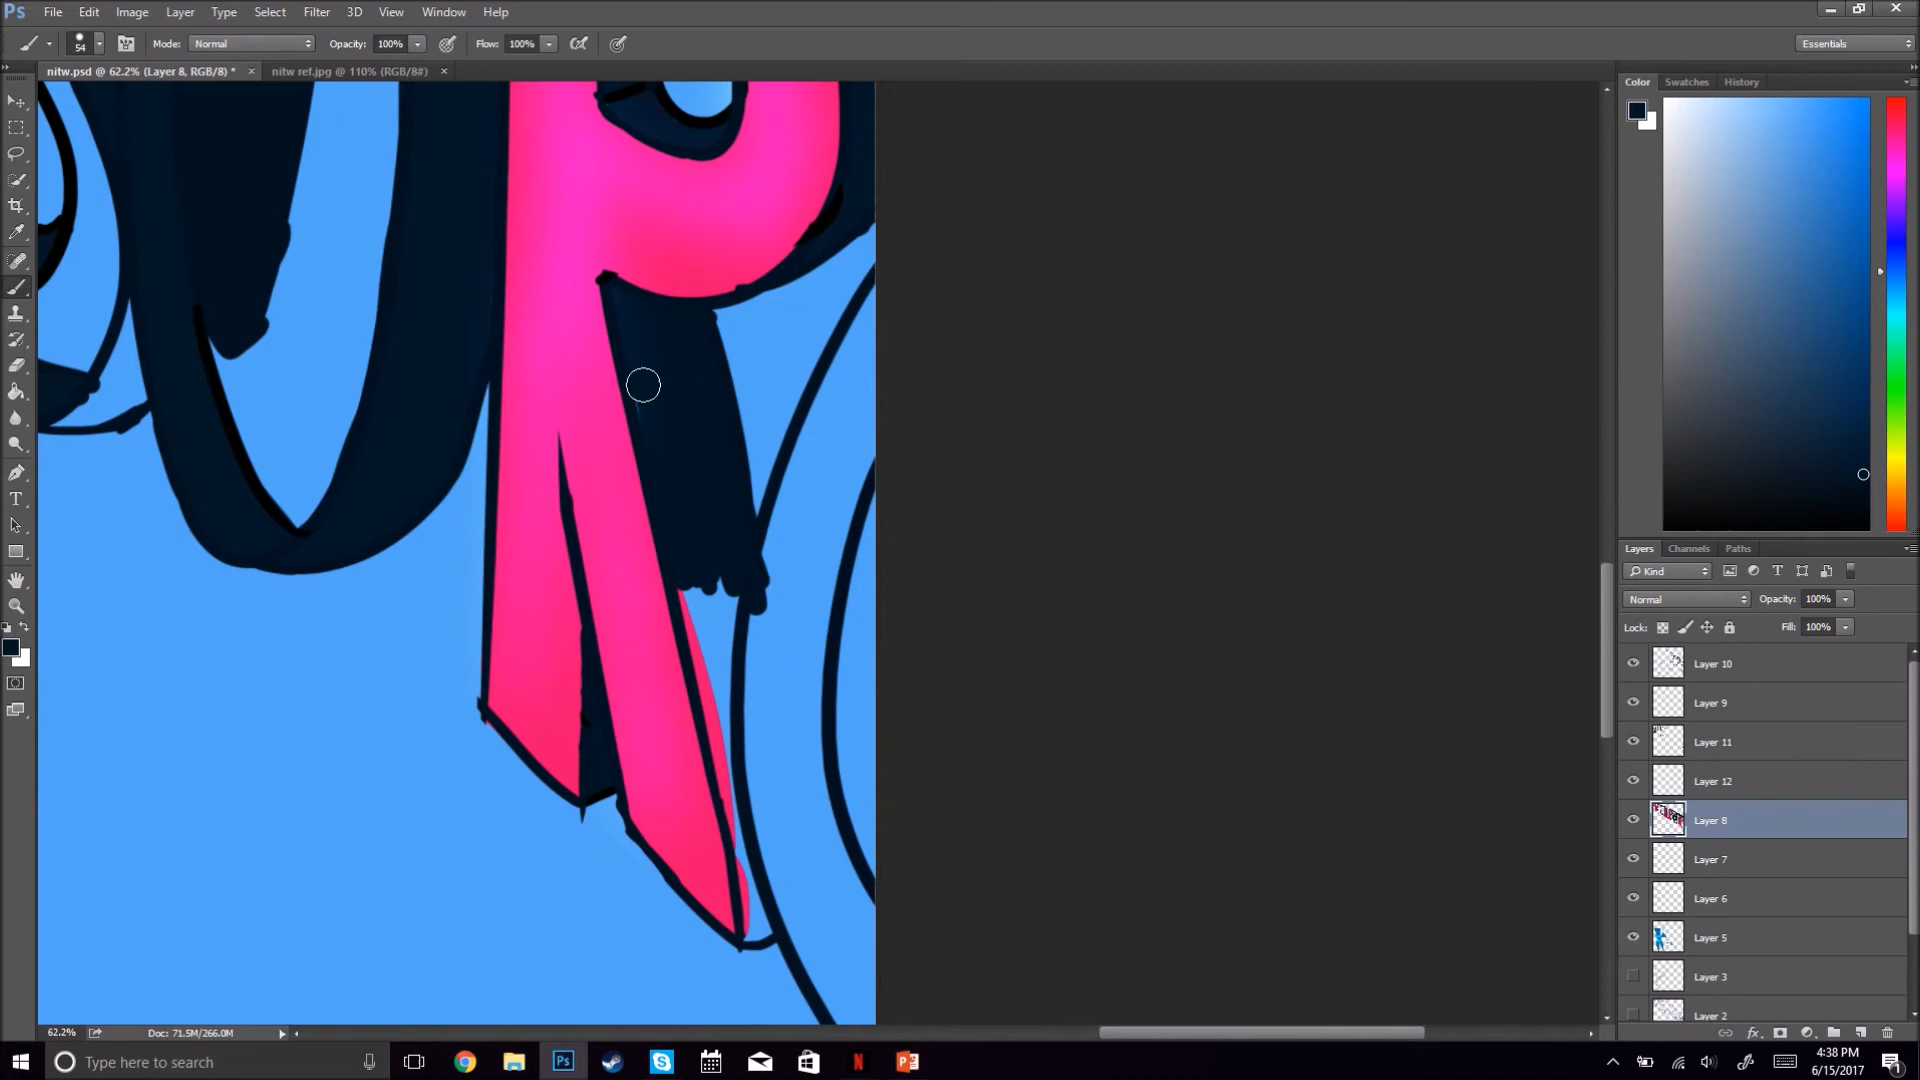 Ps File Edit Image Layer Type Select Filter 3D View Window Help
54 Mode: Normal Opacity: 100% Flow: 100% Essentials
nitw.psd @ 62.2% (Layer 8, RGB/8) * × nitw ref.jpg @ 110% (RGB/8#) ×
Color Swatches History
Layers Channels Paths
Kind
Normal Opacity: 100%
Lock: Fill: 100%
Layer 10
Layer 9
Layer 11
Layer 12
Layer 8
Layer 7
Layer 6
Layer 5
Layer 3
Layer 2
62.2% Doc: 71.5M/266.0M
Type here to search
4:38 PM
6/15/2017